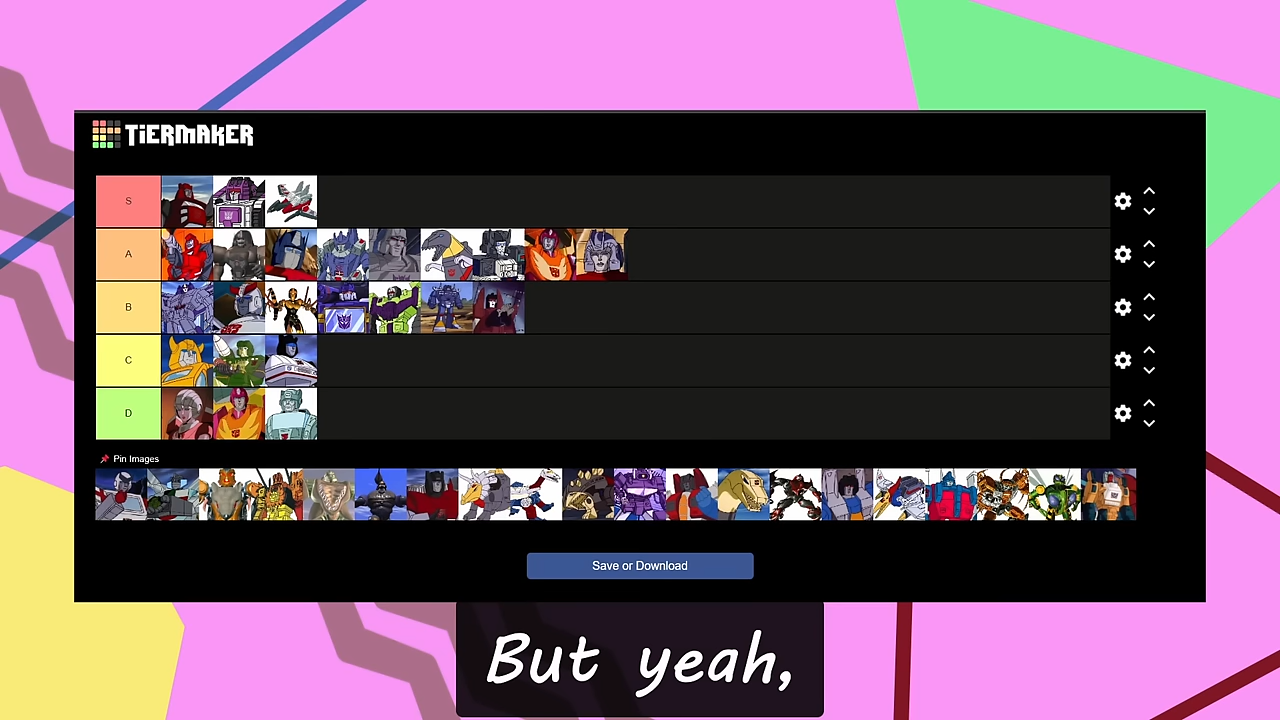 TiERMAKER
S
A
B
C
D
Pin Images
Save or Download
But yeah,